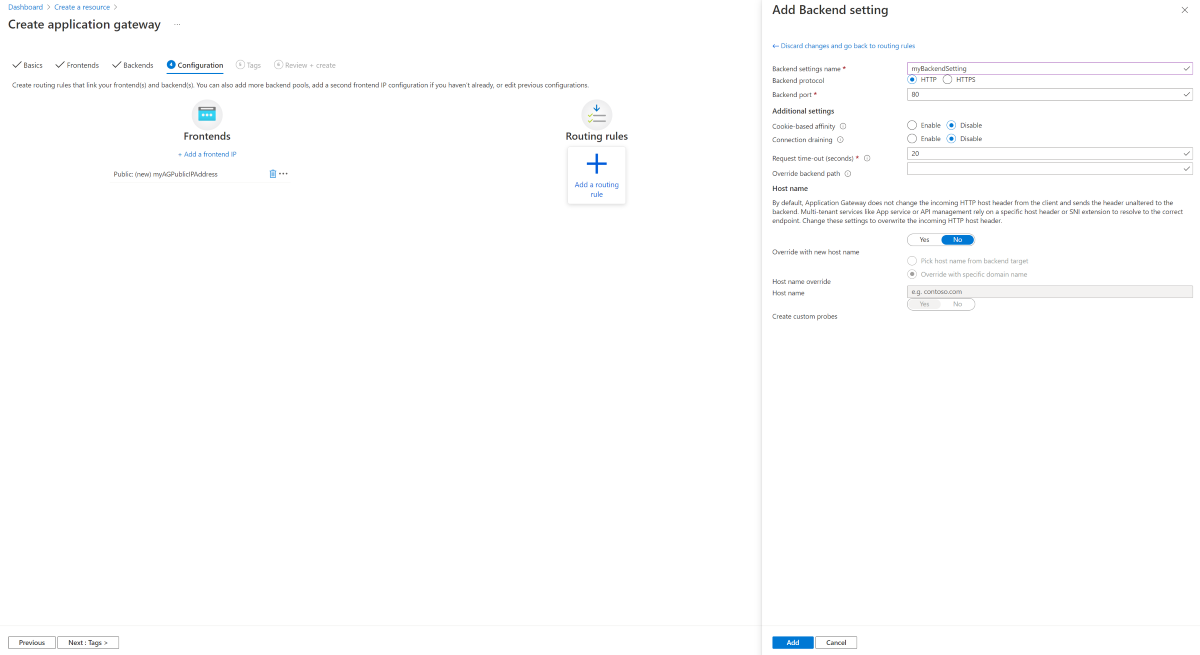 Dashboard > Create a resource >
Create application gateway ...
Basics Frontends Backends 4 Configuration 5 Tags 6 Review + create
Create routing rules that link your frontend(s) and backend(s). You can also add more backend pools, add a second frontend IP configuration if you haven't already, or edit previous configurations.
Frontends
+ Add a frontend IP
Public: (new) myAGPublicIPAddress
Routing rules
Add a routing
rule
Previous
Next : Tags >
Add Backend setting
← Discard changes and go back to routing rules
Backend settings name * myBackendSetting
Backend protocol HTTP HTTPS
Backend port * 80
Additional settings
Cookie-based affinity Enable Disable
Connection draining Enable Disable
Request time-out (seconds) * 20
Override backend path
Host name
By default, Application Gateway does not change the incoming HTTP host header from the client and sends the header unaltered to the
backend. Multi-tenant services like App service or API management rely on a specific host header or SNI extension to resolve to the correct
endpoint. Change these settings to overwrite the incoming HTTP host header.
Yes No
Override with new host name
Pick host name from backend target
Override with specific domain name
Host name override
Host name e.g. contoso.com
Yes No
Create custom probes
Add
Cancel